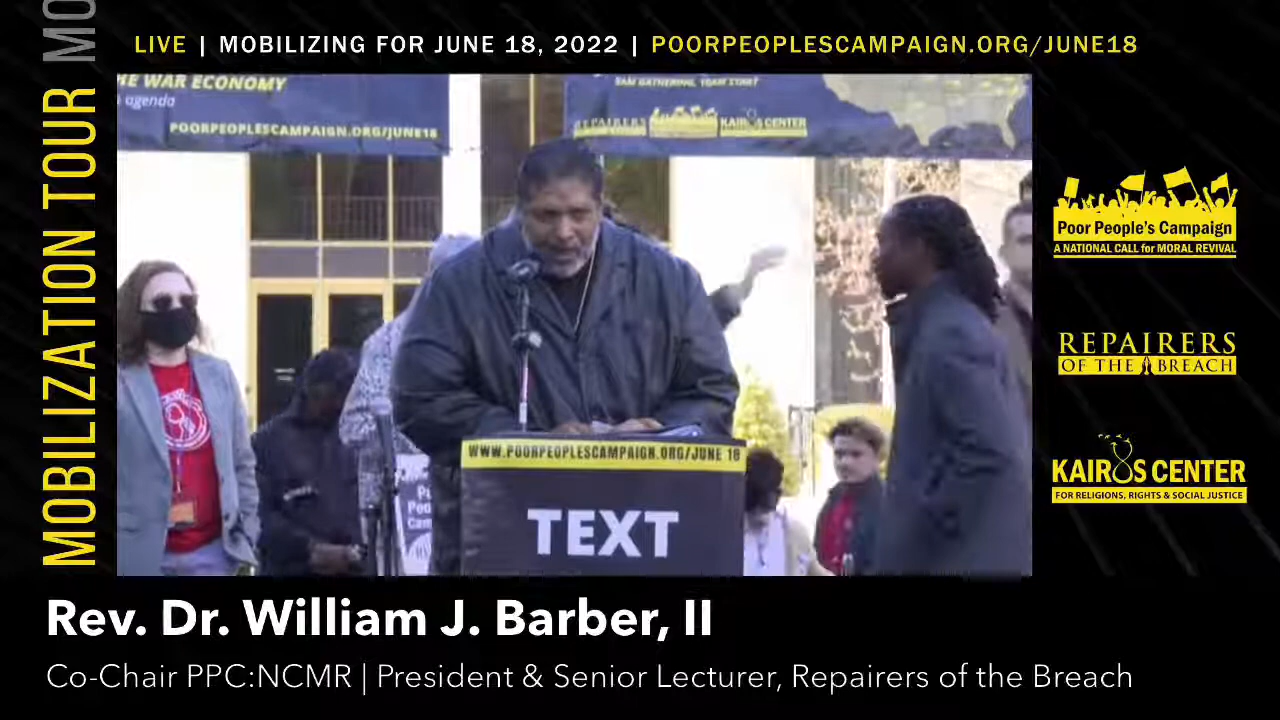 LIVE | MOBILIZING FOR JUNE 18, 2022 | POORPEOPLESCAMPAIGN.ORG/JUNE18
MOBILIZATION TOUR MO
HE WAR ECONOMY
agenda
POORPEOPLESCAMPAIGN.ORG/JUNE18
REPAIRERS
KAIROS CENTER
WWW.POORPEOPLESCAMPAIGN.ORG/JUNE 18
TEXT
Poor People's Campaign
A NATIONAL CALL for MORAL REVIVAL
REPAIRERS
OF THE BREACH
KAIROS CENTER
FOR RELIGIONS, RIGHTS & SOCIAL JUSTICE
Rev. Dr. William J. Barber, II
Co-Chair PPC:NCMR | President & Senior Lecturer, Repairers of the Breach